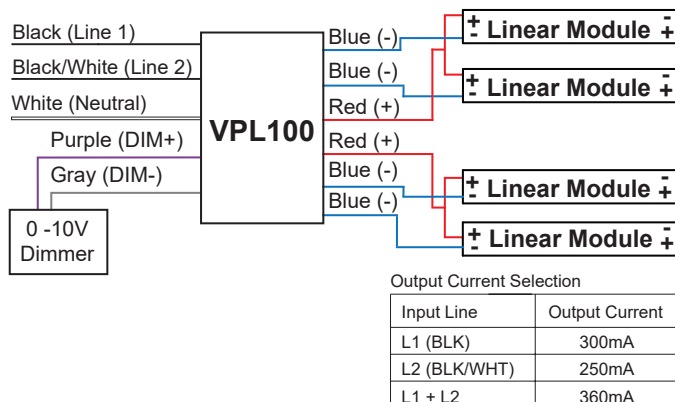 Black (Line 1)
Black/White (Line 2)
White (Neutral)
Purple (DIM+)
Gray (DIM-)
0 -10V
Dimmer
VPL100
Blue (-)
Blue (-)
Red (+)
Red (+)
Blue (-)
Blue (-)
+ - Linear Module - +
+ - Linear Module - +
+ - Linear Module - +
+ - Linear Module - +
Output Current Selection
Input Line Output Current
L1 (BLK) 300mA
L2 (BLK/WHT) 250mA
L1 + L2 360mA